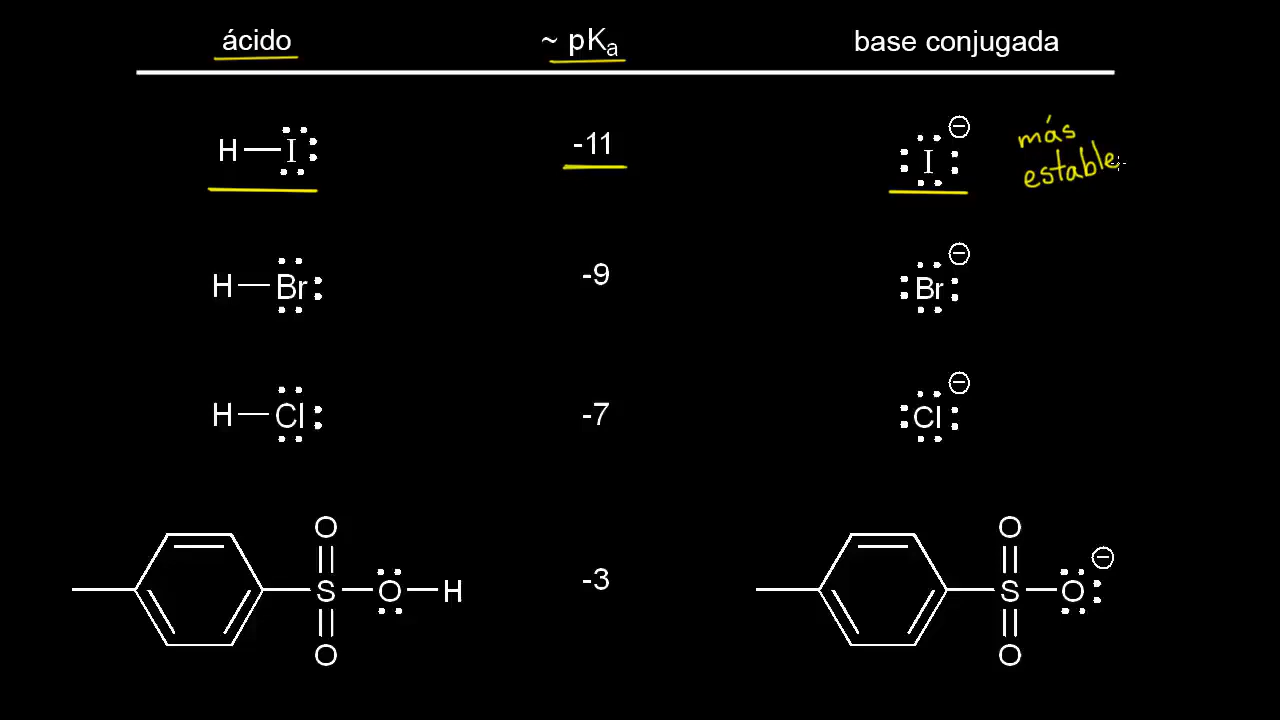 ácido ~ pKa base conjugada
H—I -11 I⊖ más
estable
H—Br -9 Br⊖
H—Cl -7 Cl⊖
O O
S O—H -3 S O⊖
O O